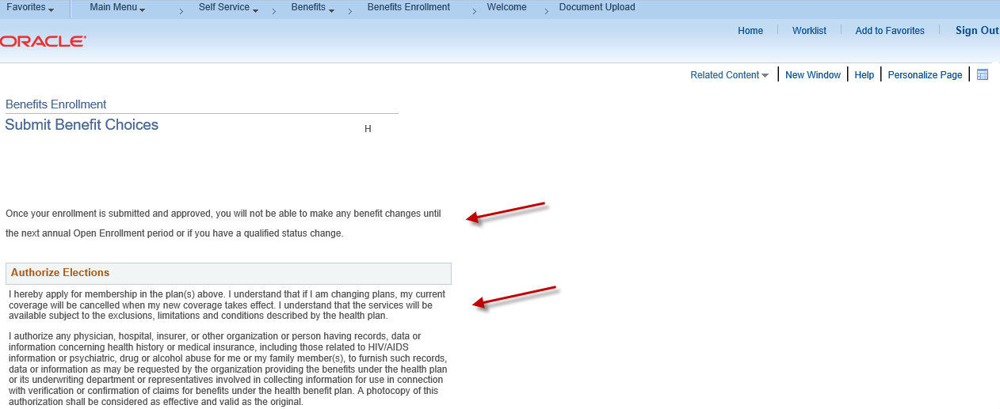 Favorites Main Menu Self Service Benefits Benefits Enrollment Welcome Document Upload
ORACLE
Home Worklist Add to Favorites Sign Out
Related Content New Window Help Personalize Page
Benefits Enrollment
Submit Benefit Choices
H
Once your enrollment is submitted and approved, you will not be able to make any benefit changes until
the next annual Open Enrollment period or if you have a qualified status change.
Authorize Elections
I hereby apply for membership in the plan(s) above. I understand that if I am changing plans, my current
coverage will be cancelled when my new coverage takes effect. I understand that the services will be
available subject to the exclusions, limitations and conditions described by the health plan.
I authorize any physician, hospital, insurer, or other organization or person having records, data or
information concerning health history or medical insurance, including those related to HIV/AIDS
information or psychiatric, drug or alcohol abuse for me or my family member(s), to furnish such records,
data or information as may be requested by the organization providing the benefits under the health plan
or its underwriting department or representatives involved in collecting information for use in connection
with verification or confirmation of claims for benefits under the health benefit plan. A photocopy of this
authorization shall be considered as effective and valid as the original.